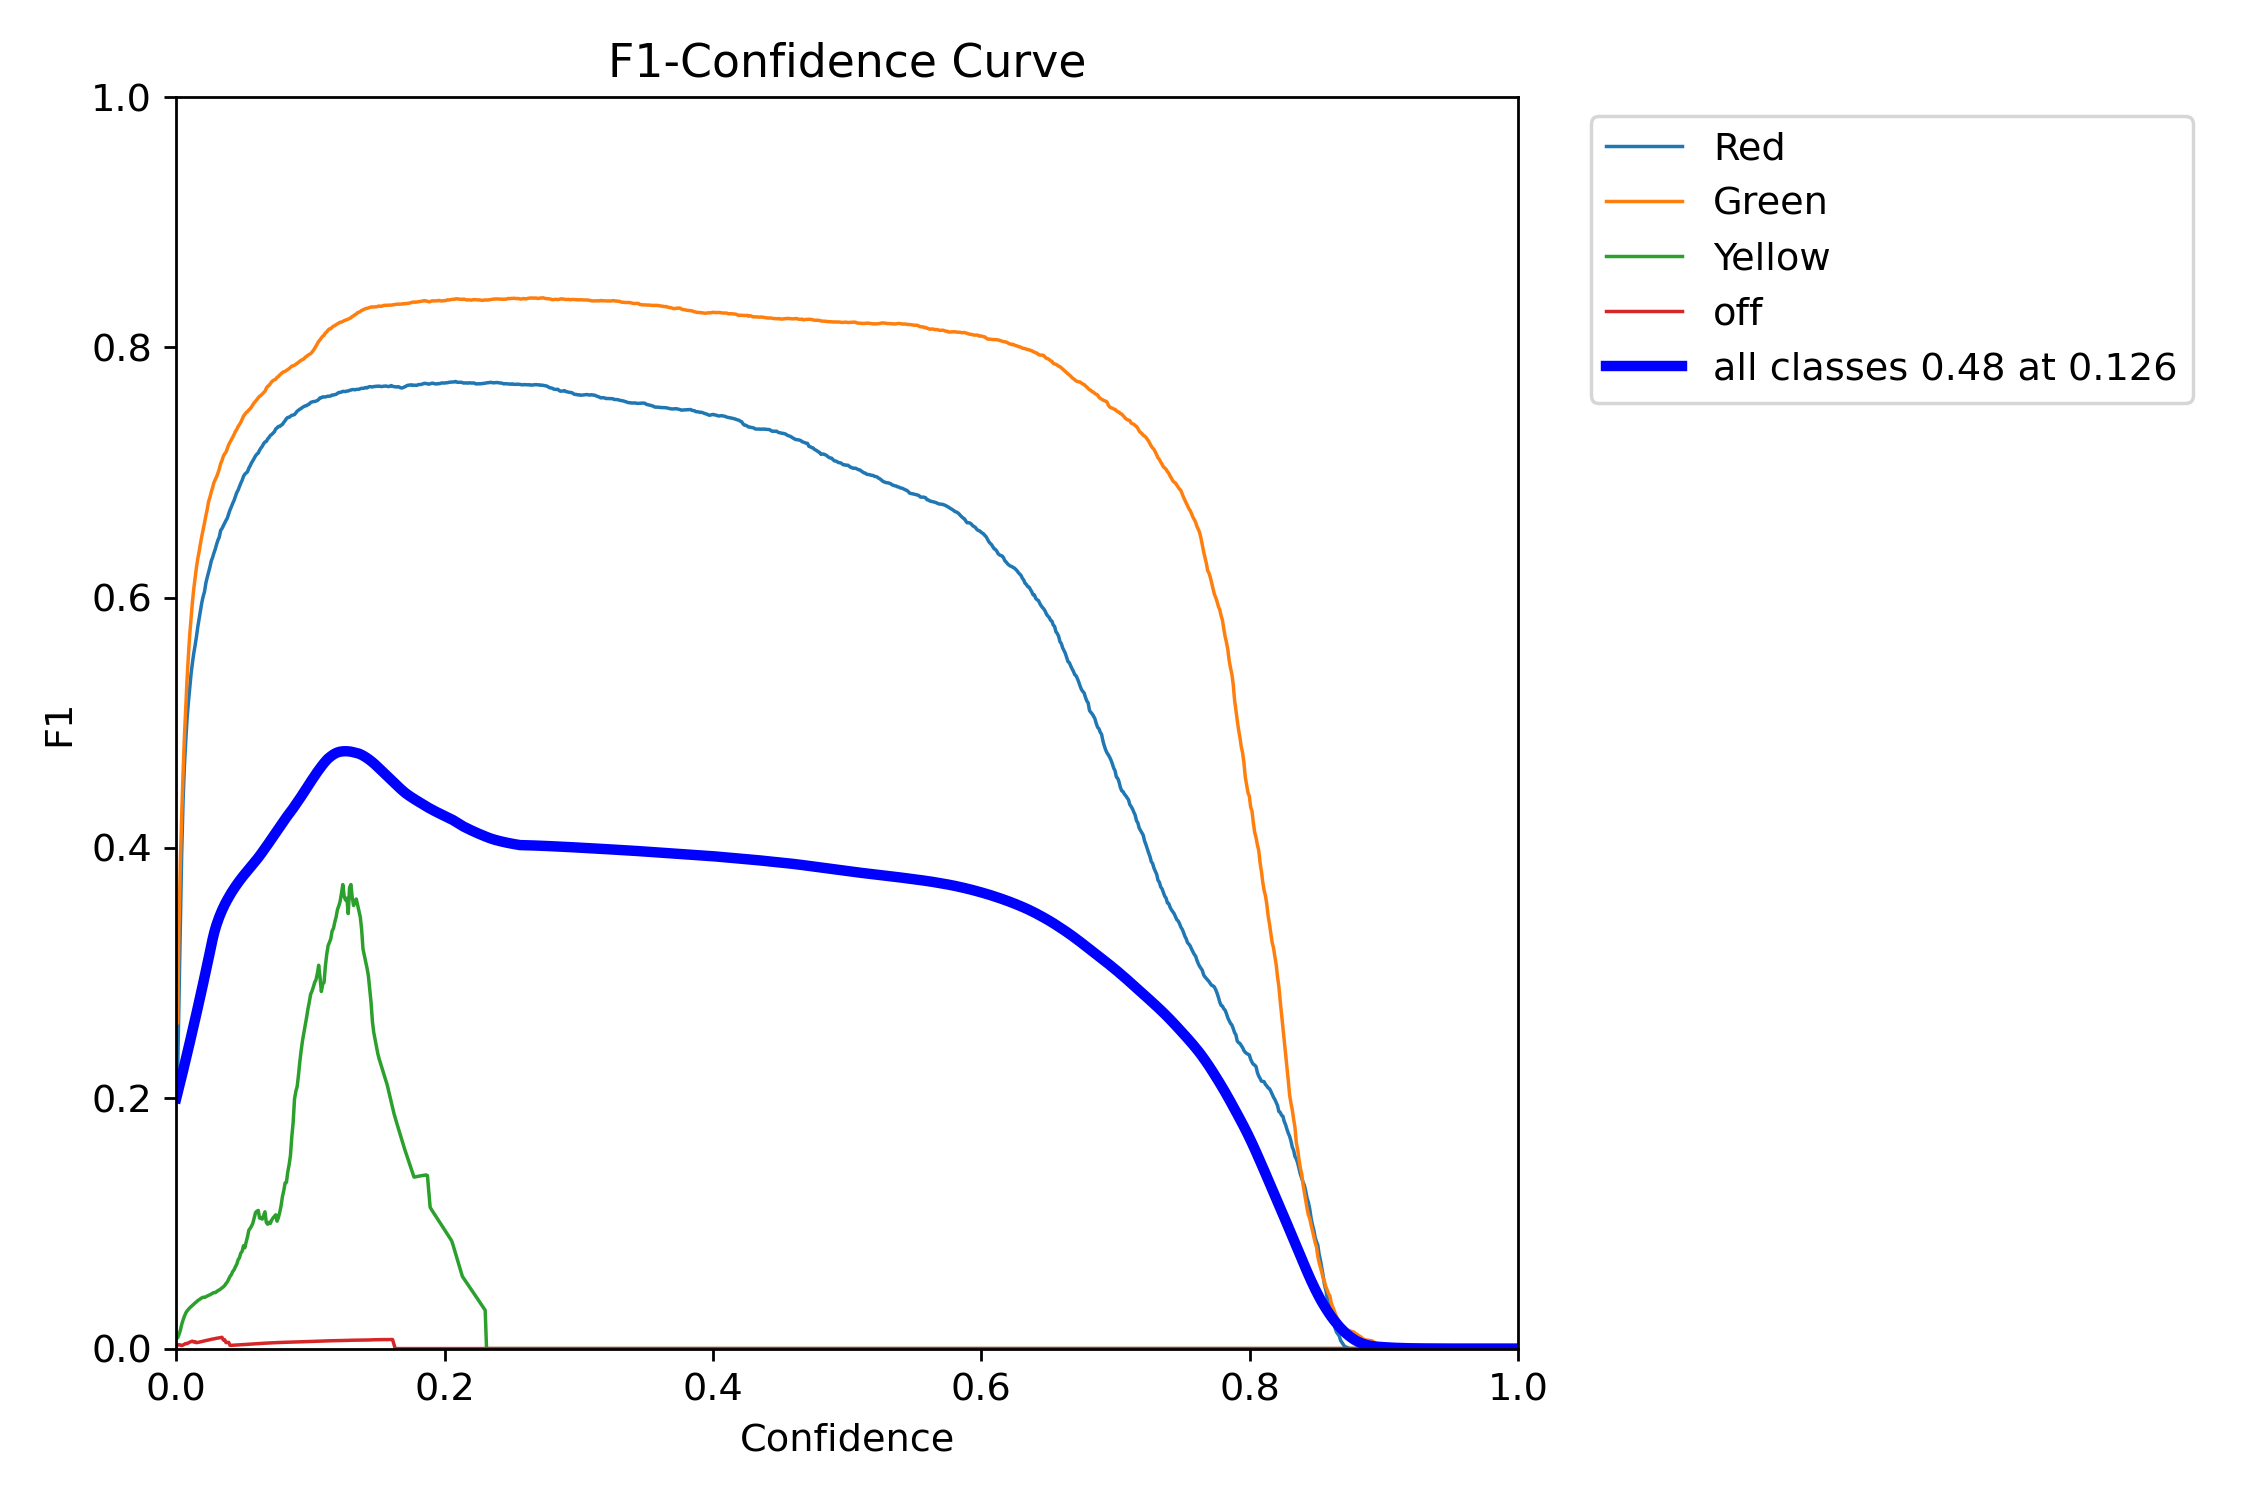 F1-Confidence Curve
1.0
0.8
0.6
0.4
0.2
0.0
F1
0.0 0.2 0.4 0.6 0.8 1.0
Confidence
Red
Green
Yellow
off
all classes 0.48 at 0.126